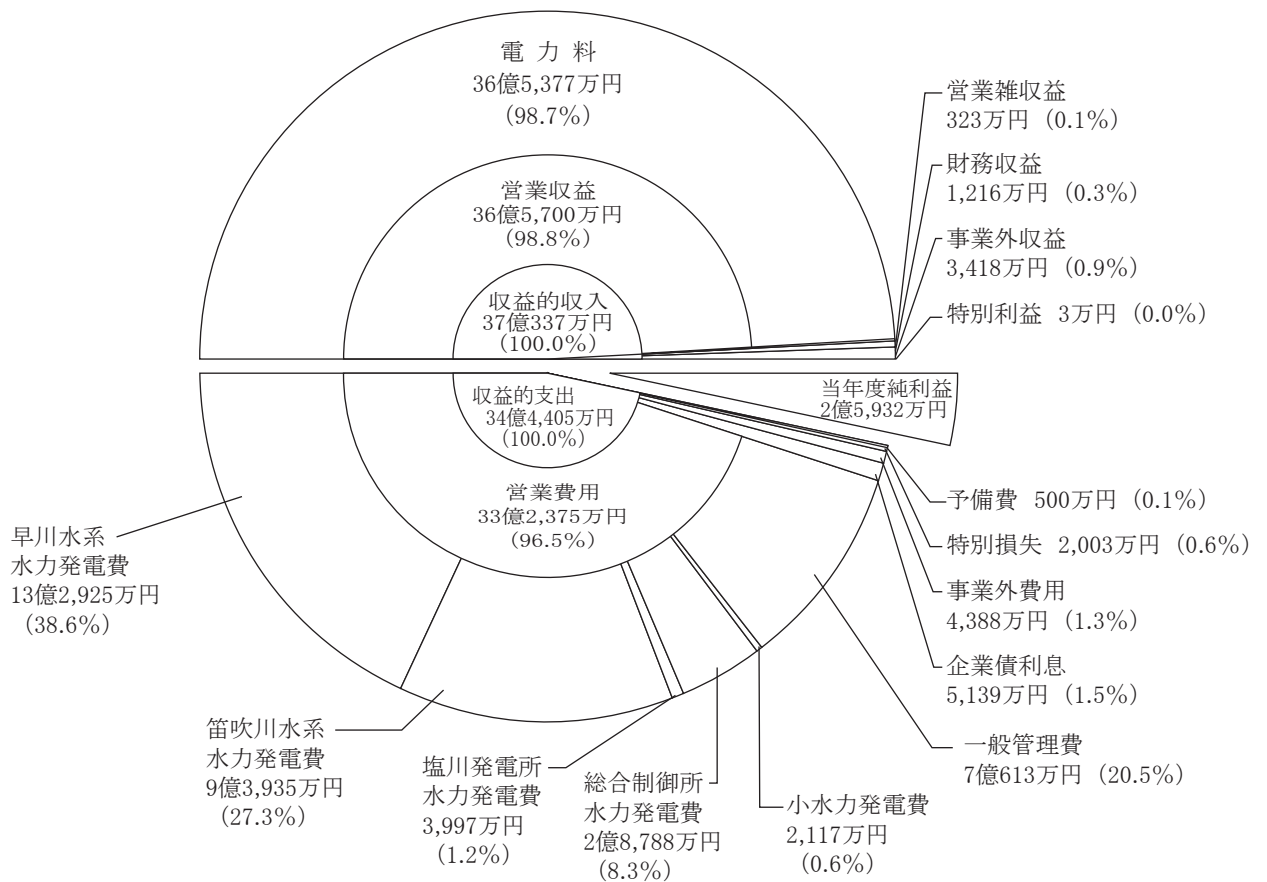 電力料
36億5,377万円
(98.7%)
営業収益
36億5,700万円
(98.8%)
収益的収入
37億337万円
(100.0%)
営業雑収益
323万円 (0.1%)
財務収益
1,216万円 (0.3%)
事業外収益
3,418万円 (0.9%)
特別利益 3万円 (0.0%)
当年度純利益
2億5,932万円
収益的支出
34億4,405万円
(100.0%)
営業費用
33億2,375万円
(96.5%)
予備費 500万円 (0.1%)
特別損失 2,003万円 (0.6%)
事業外費用
4,388万円 (1.3%)
企業債利息
5,139万円 (1.5%)
一般管理費
7億613万円 (20.5%)
早川水系
水力発電費
13億2,925万円
(38.6%)
笛吹川水系
水力発電費
9億3,935万円
(27.3%)
塩川発電所
水力発電費
3,997万円
(1.2%)
総合制御所
水力発電費
2億8,788万円
(8.3%)
小水力発電費
2,117万円
(0.6%)